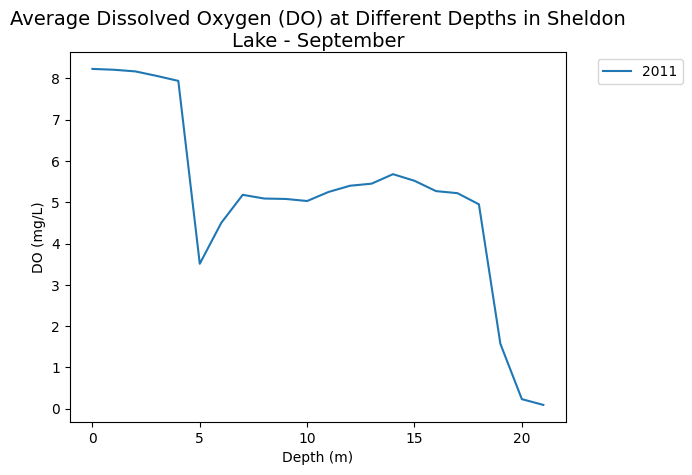 Average Dissolved Oxygen (DO) at Different Depths in Sheldon
Lake - September
2011
DO (mg/L)
8
7
6
5
4
3
2
1
0
0 5 10 15 20
Depth (m)